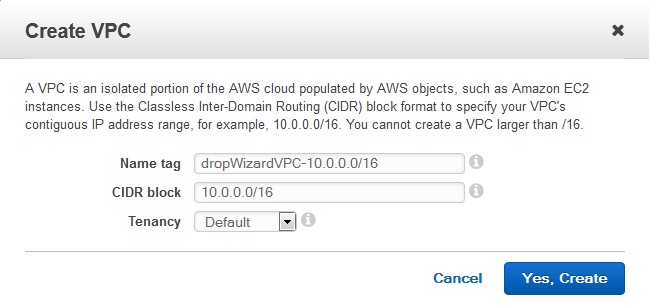 Create VPC
A VPC is an isolated portion of the AWS cloud populated by AWS objects, such as Amazon EC2
instances. Use the Classless Inter-Domain Routing (CIDR) block format to specify your VPC's
contiguous IP address range, for example, 10.0.0.0/16. You cannot create a VPC larger than /16.
Name tag dropWizardVPC-10.0.0.0/16
CIDR block 10.0.0.0/16
Tenancy Default
Cancel Yes, Create